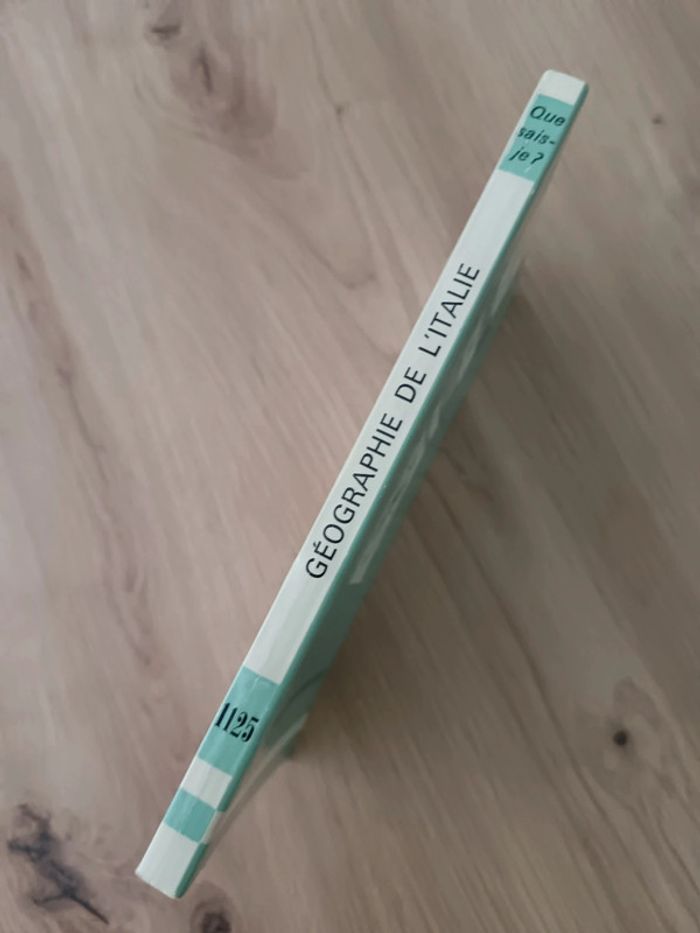 Que
sais-
je ?
GÉOGRAPHIE DE L'ITALIE
1125